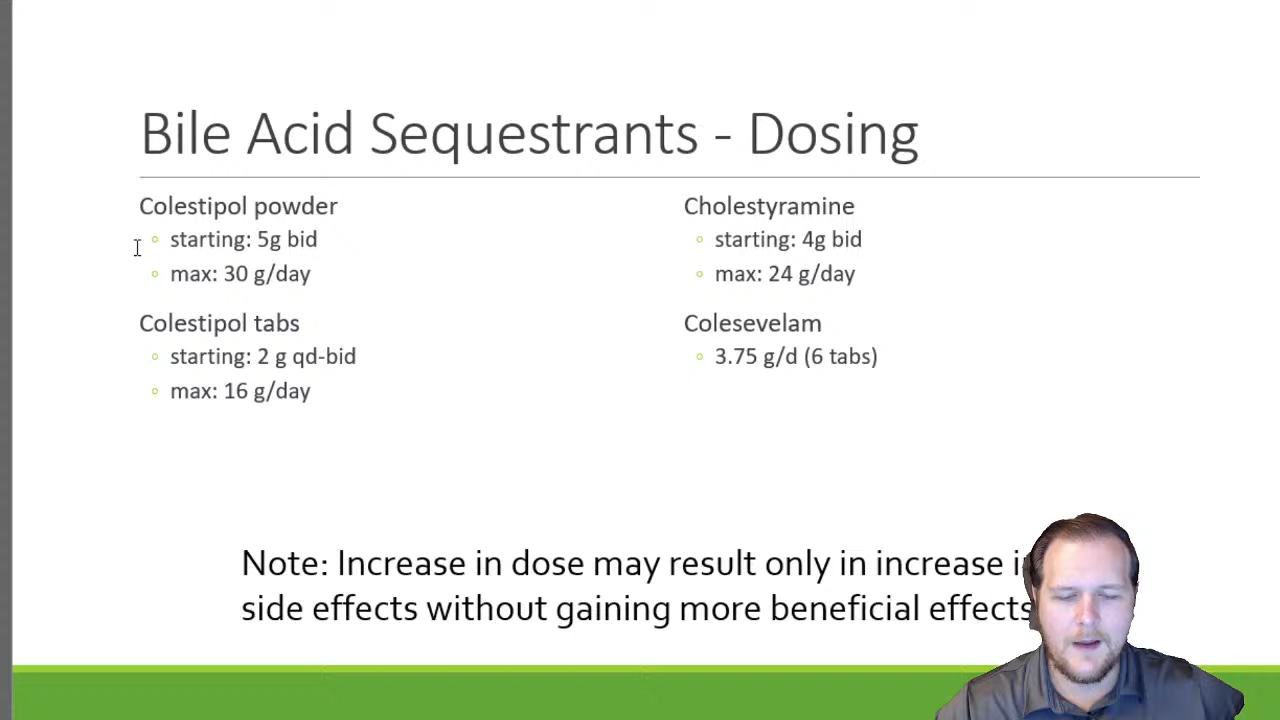 Bile Acid Sequestrants - Dosing
Colestipol powder
starting: 5g bid
max: 30 g/day
Colestipol tabs
starting: 2 g qd-bid
max: 16 g/day
Cholestyramine
starting: 4g bid
max: 24 g/day
Colesevelam
3.75 g/d (6 tabs)
Note: Increase in dose may result only in increase
side effects without gaining more beneficial effects